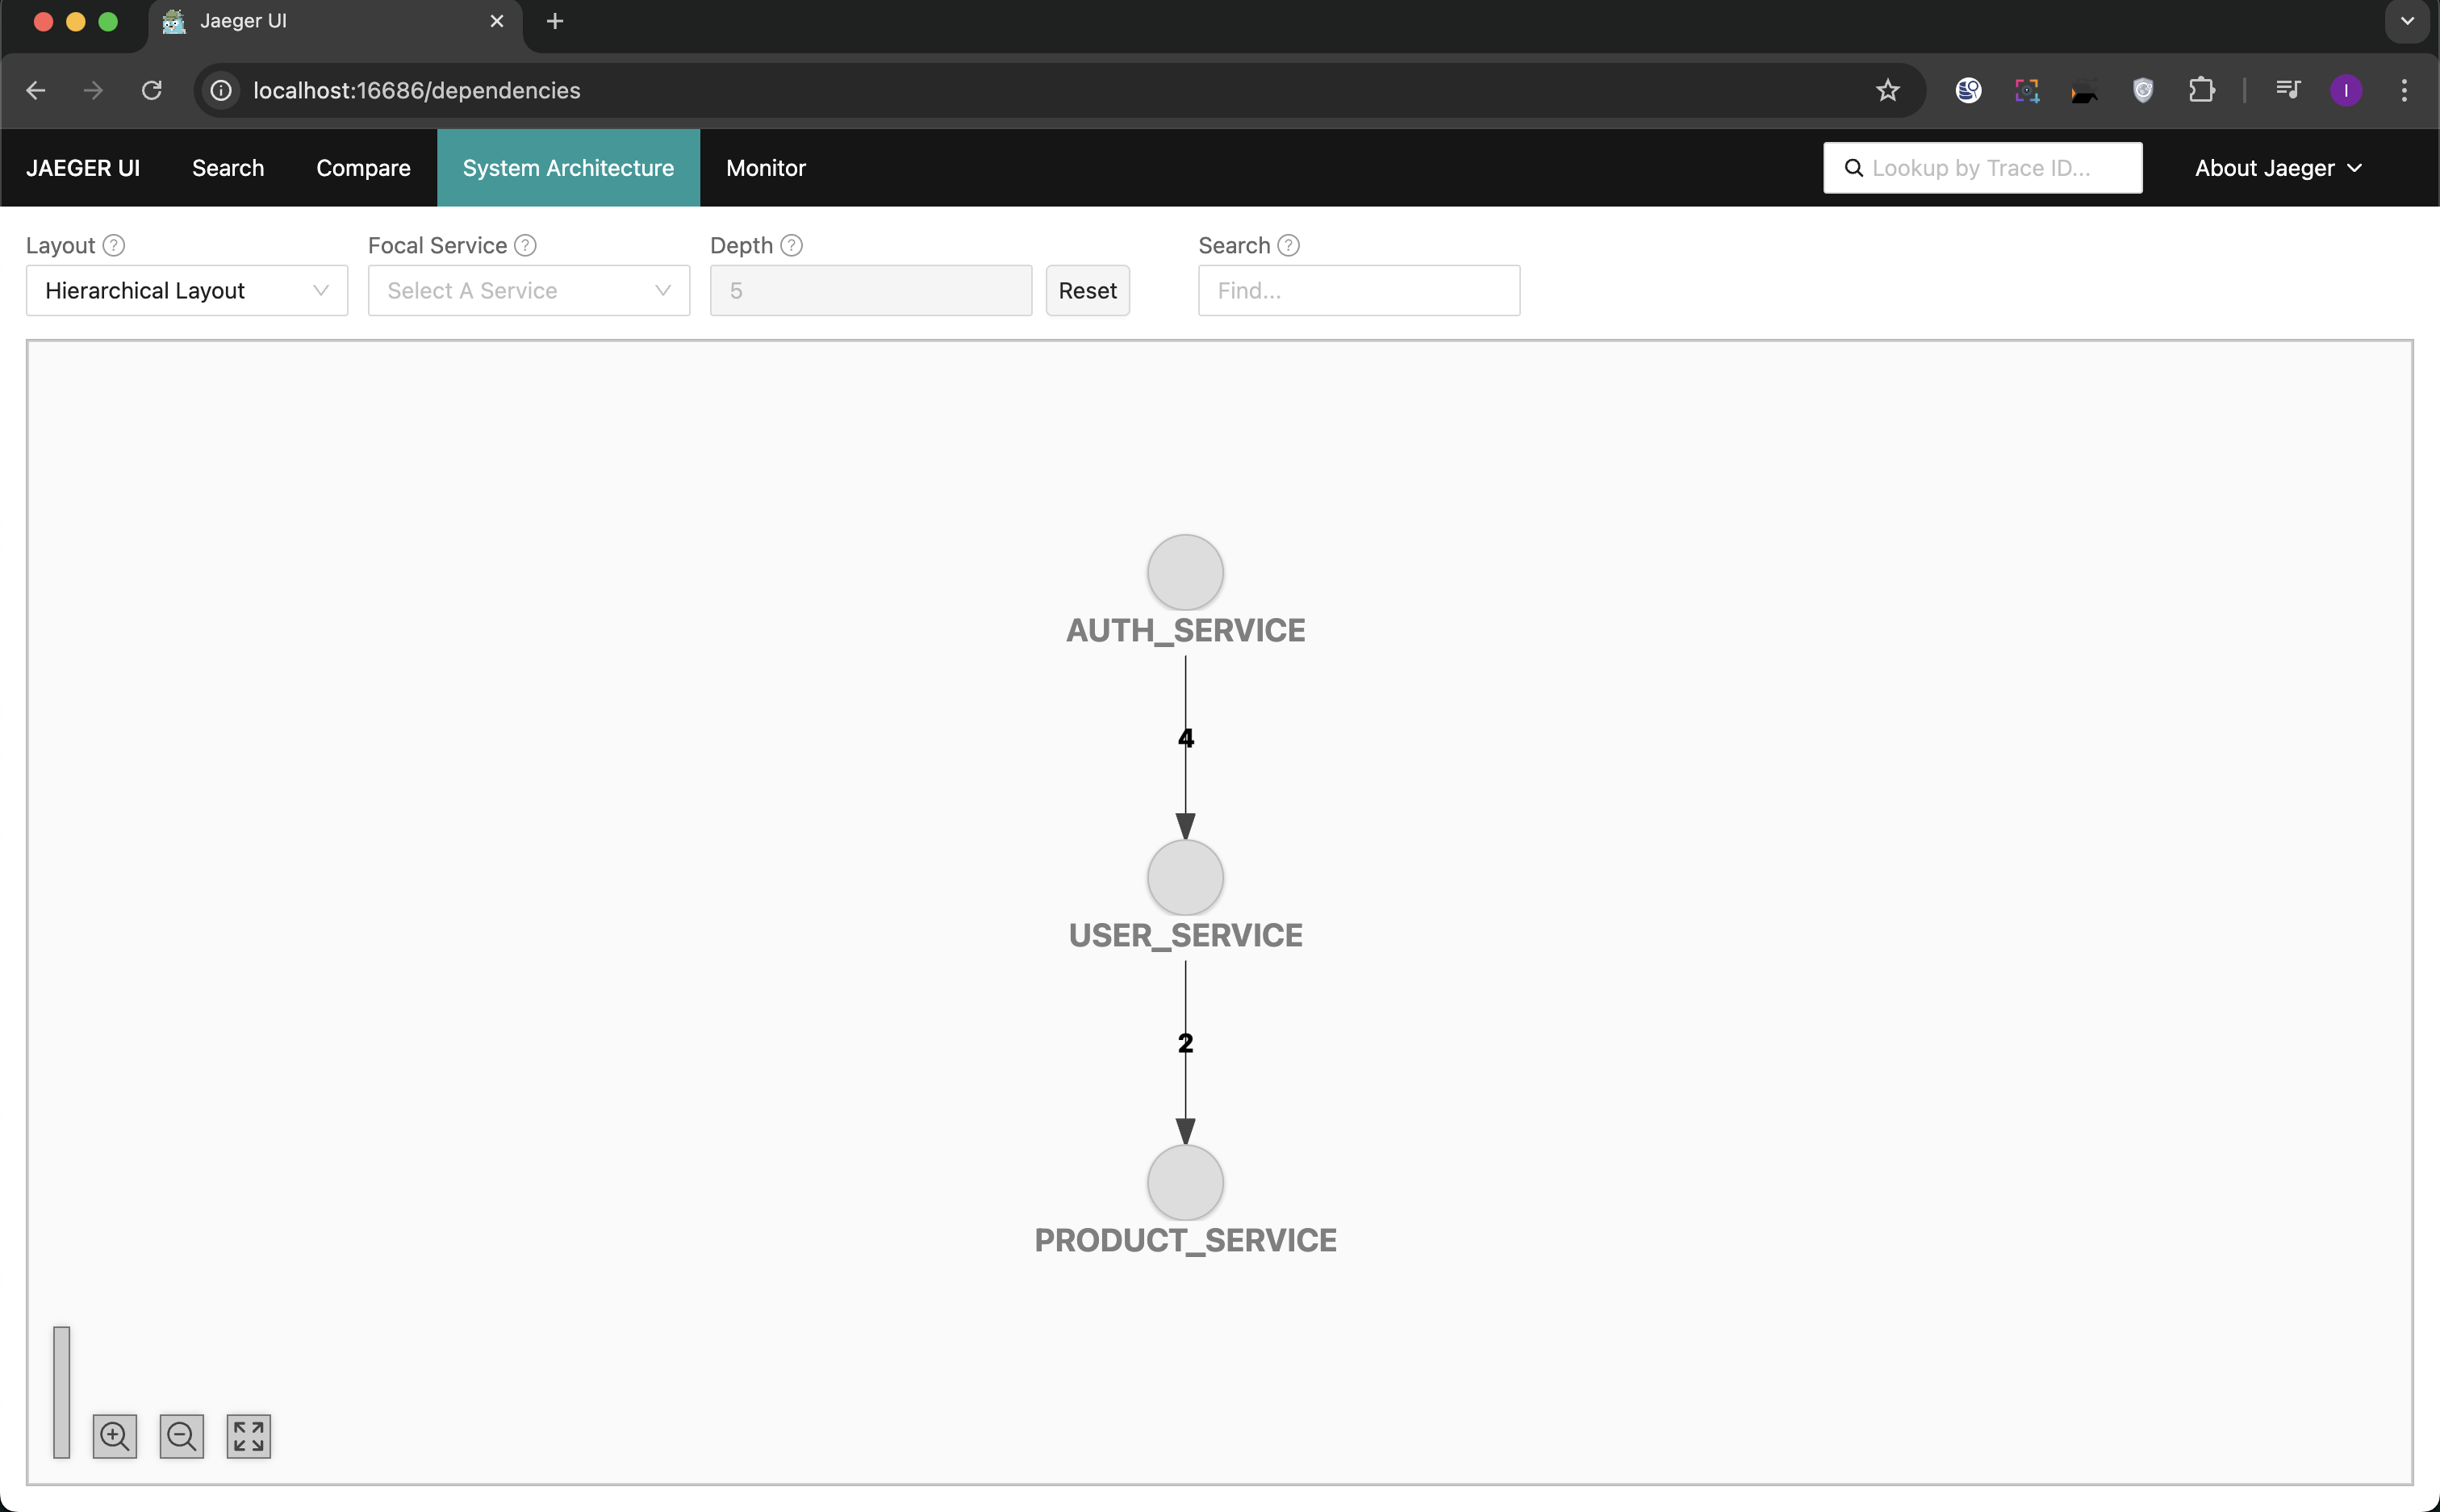 Jaeger UI
localhost:16686/dependencies
I
JAEGER UI Search Compare System Architecture Monitor Lookup by Trace ID... About Jaeger
Layout ? Focal Service ? Depth ? Search ?
Hierarchical Layout Select A Service 5 Reset Find...
AUTH_SERVICE
4
USER_SERVICE
2
PRODUCT_SERVICE